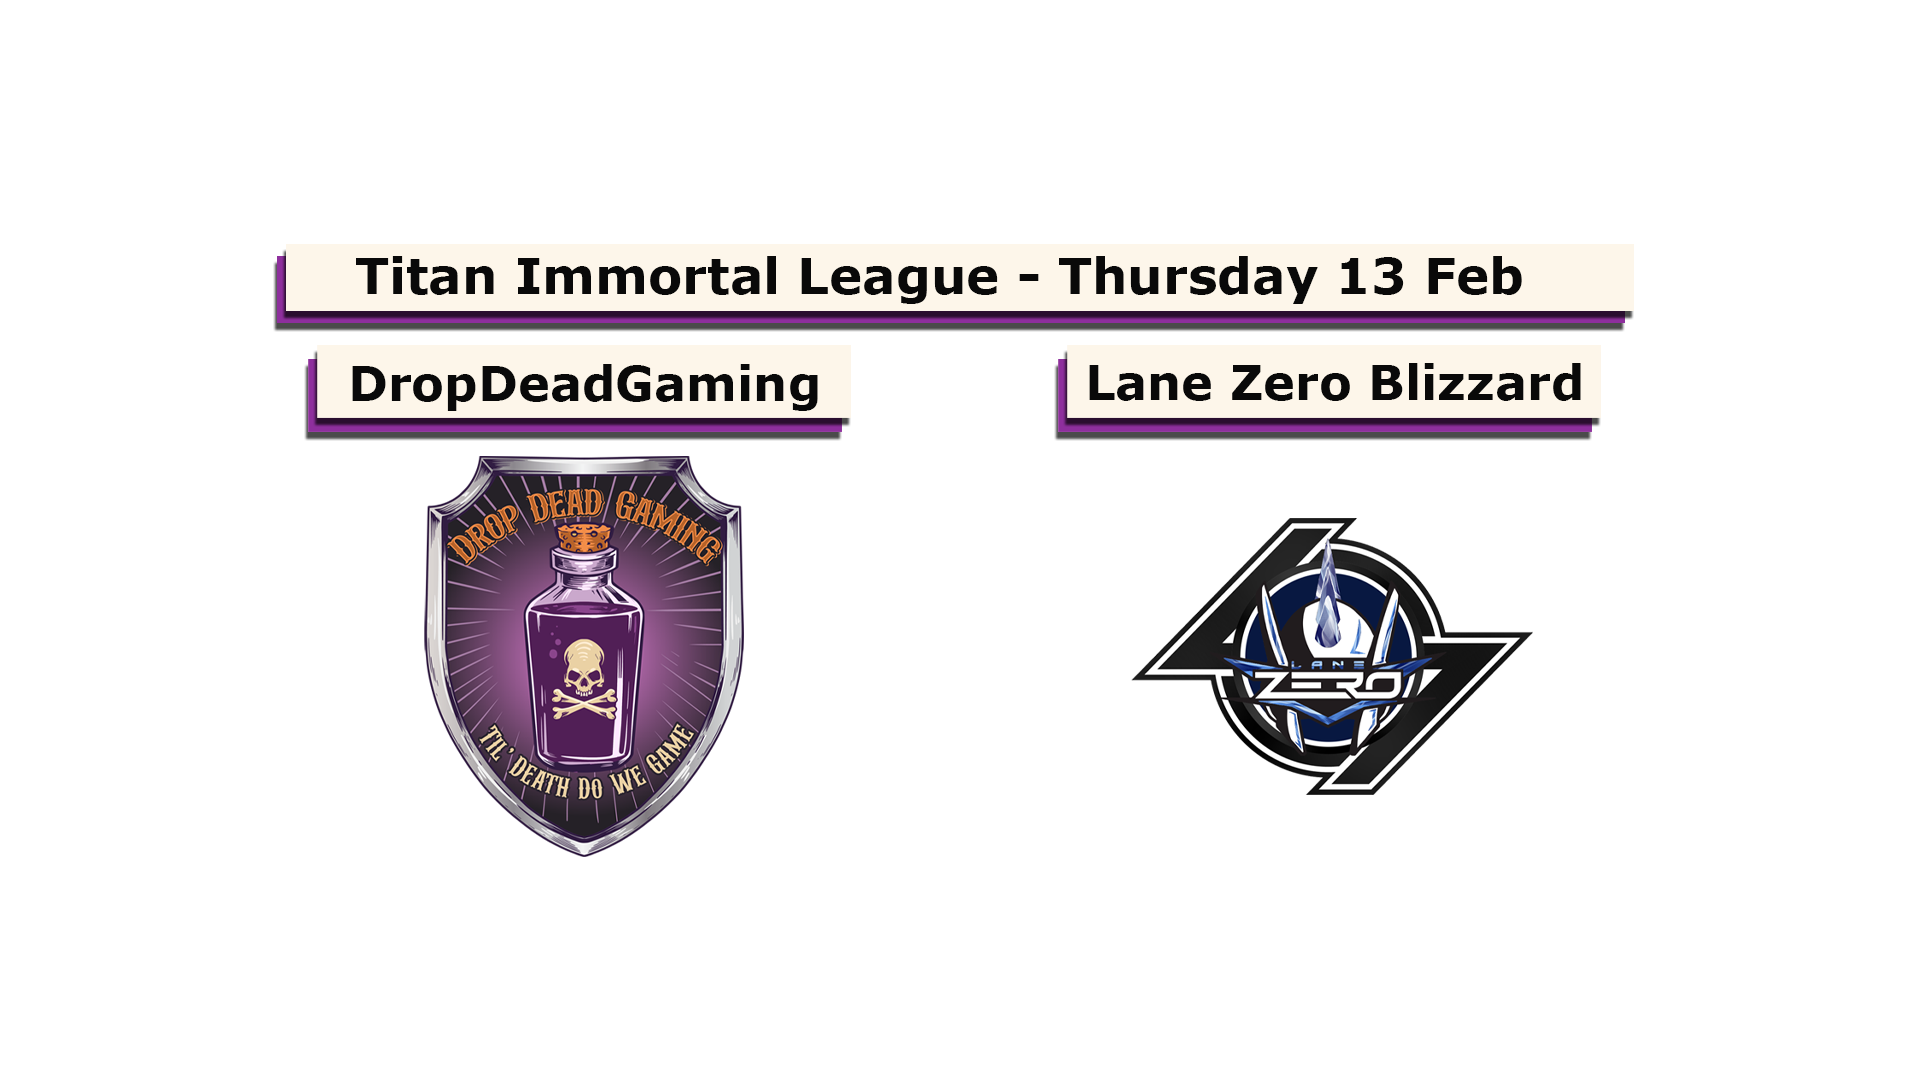 Titan Immortal League - Thursday 13 Feb
DropDeadGaming
Lane Zero Blizzard
DROP DEAD GAMING
TIL' DEATH DO WE GAME
LANE
ZERO